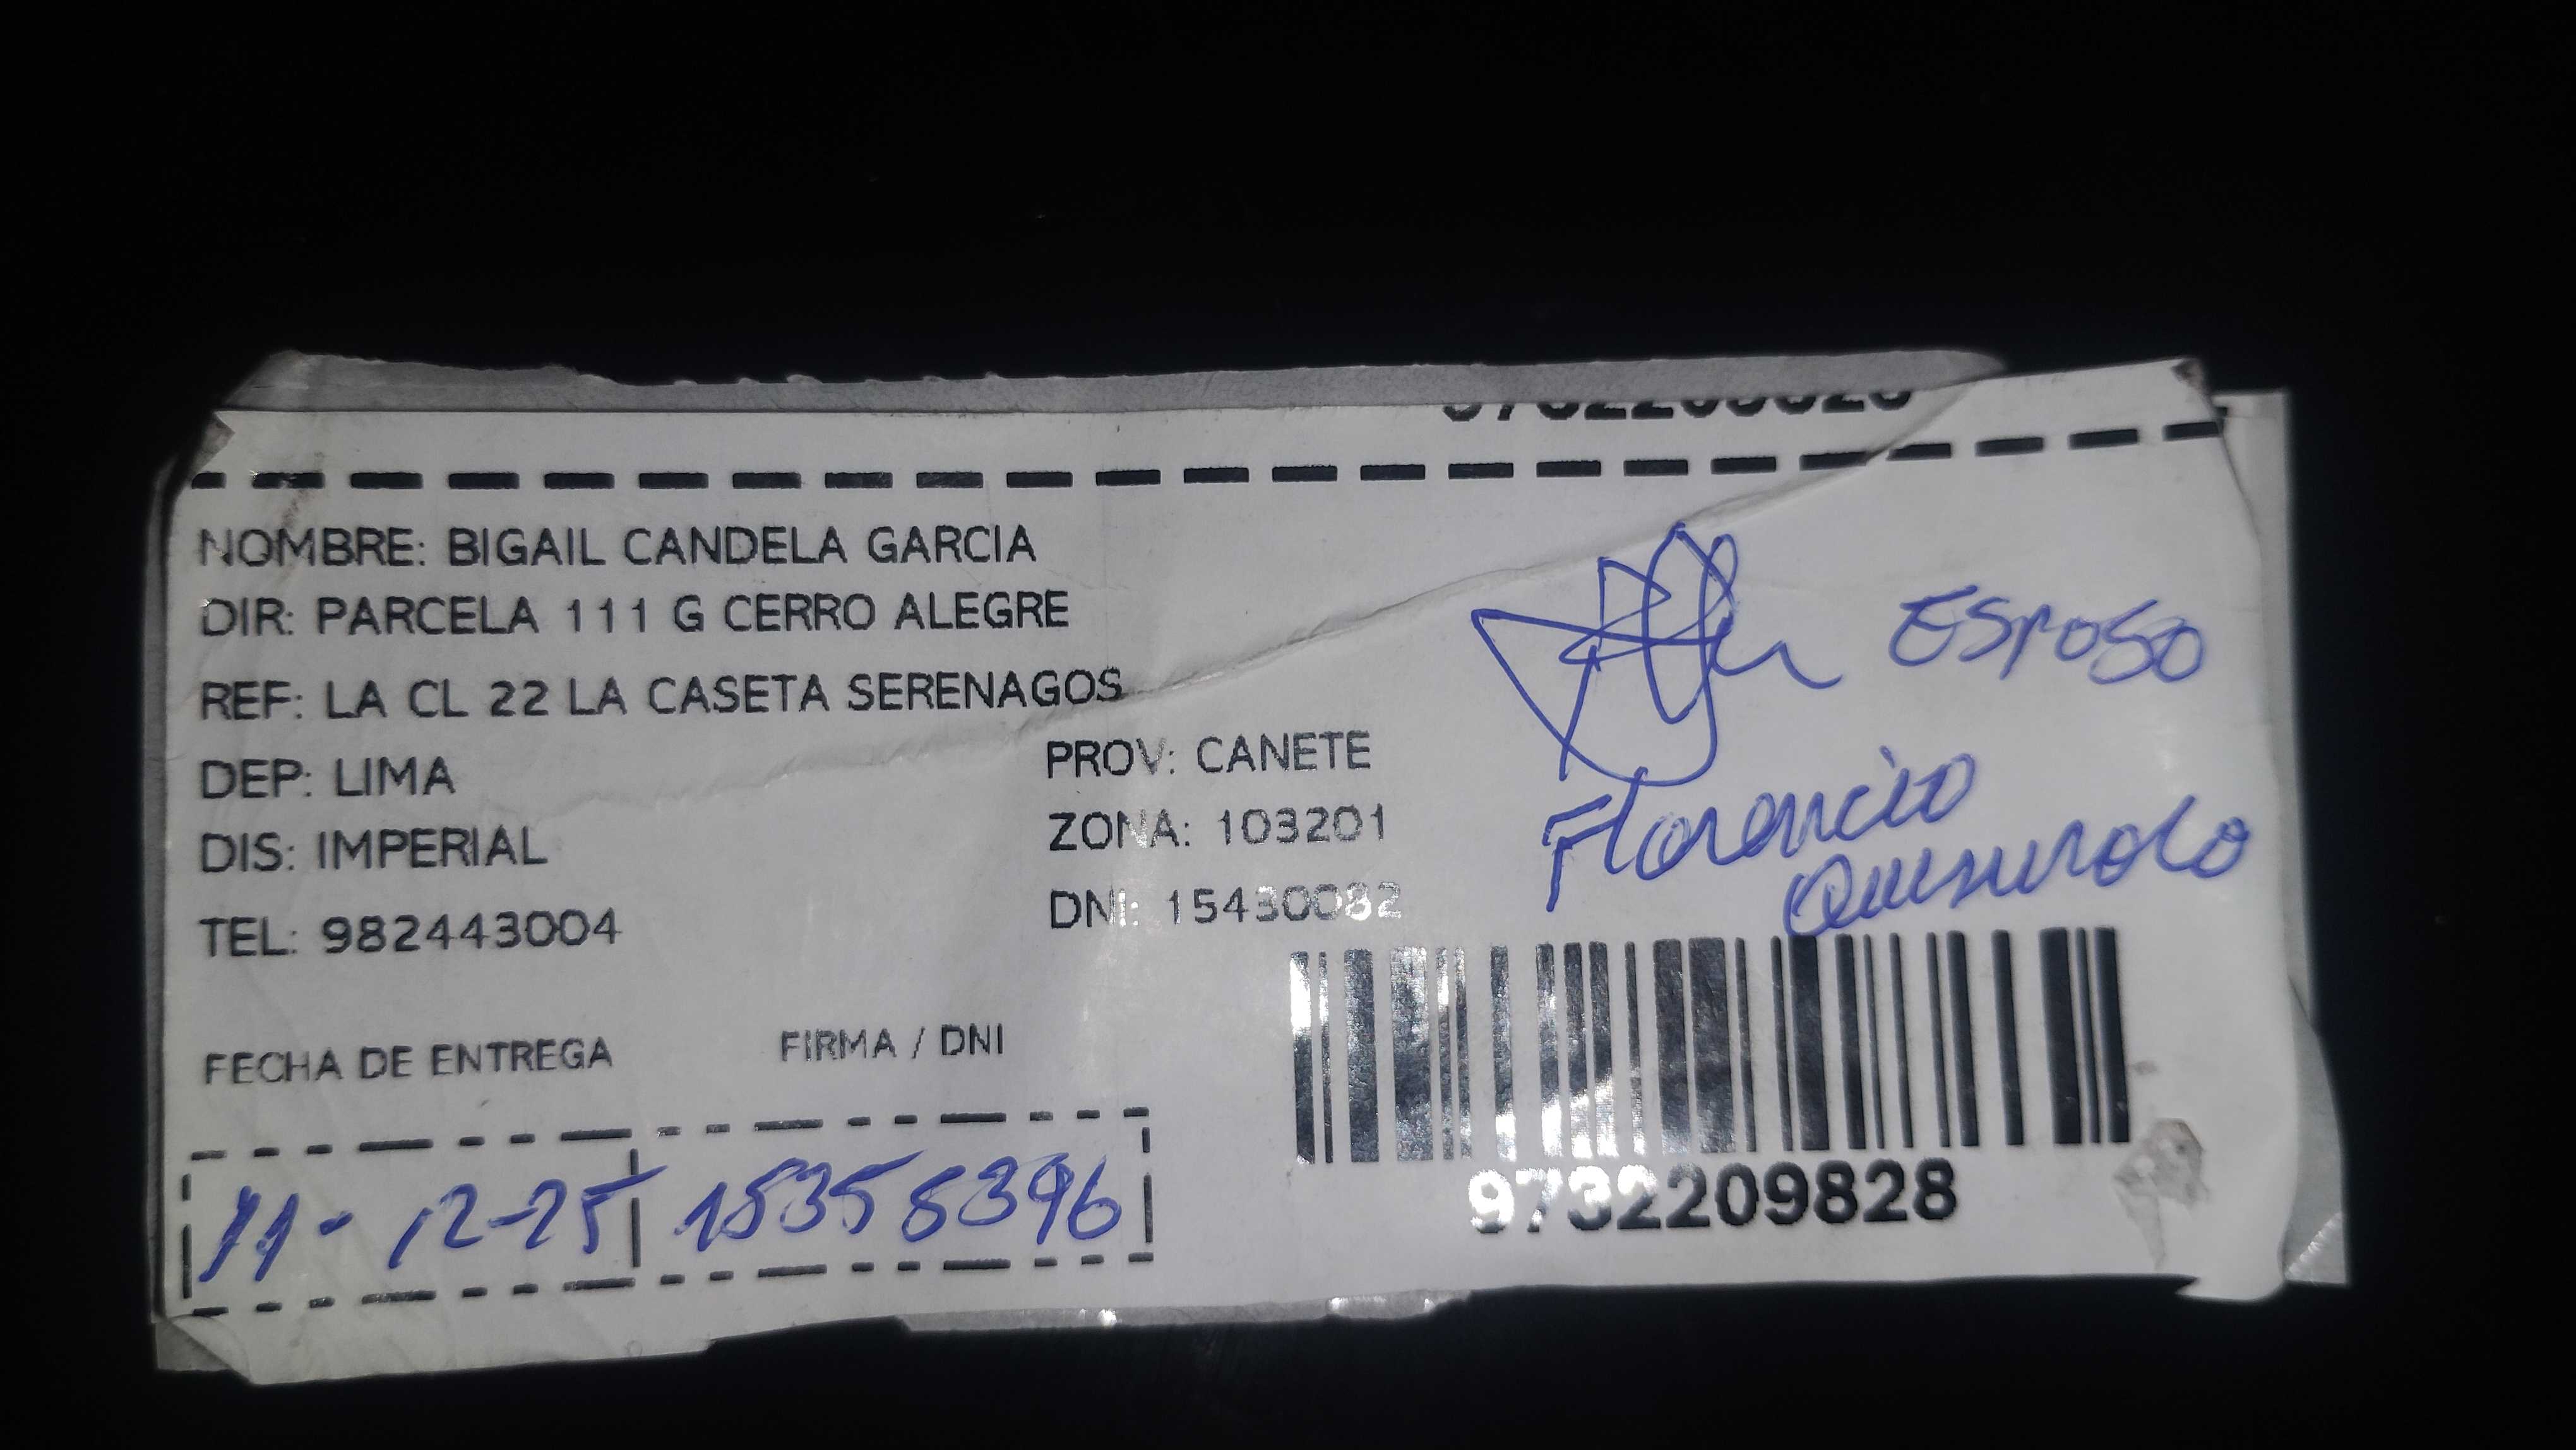 9732209828
NOMBRE: BIGAIL CANDELA GARCIA
DIR: PARCELA 111 G CERRO ALEGRE
REF: LA CL 22 LA CASETA SERENAGOS
DEP: LIMA
PROV: CANETE
DIS: IMPERIAL
ZONA: 103201
TEL: 982443004
DNI: 15430082
Esposo
Florencio
FECHA DE ENTREGA
FIRMA / DNI
11-12-25
15358396
9732209828